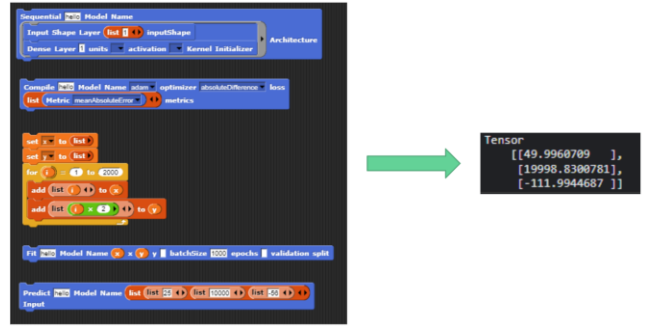 Sequential hello Model Name
Input Shape Layer list 1 inputShape
Dense Layer 1 units activation Kernel Initializer
Architecture
Compile hello Model Name adam optimizer absoluteDifference loss
list Metric meanAbsoluteError metrics
set x to list
set y to list
for i = 1 to 2000
add list i to x
add list i × 2 to y
Fit hello Model Name x x y y batchSize 1000 epochs validation split
Predict hello Model Name list list 25 list 10000 list -56
Input
Tensor
[[49.9960709 ],
[19998.8300781],
[-111.9944687 ]]